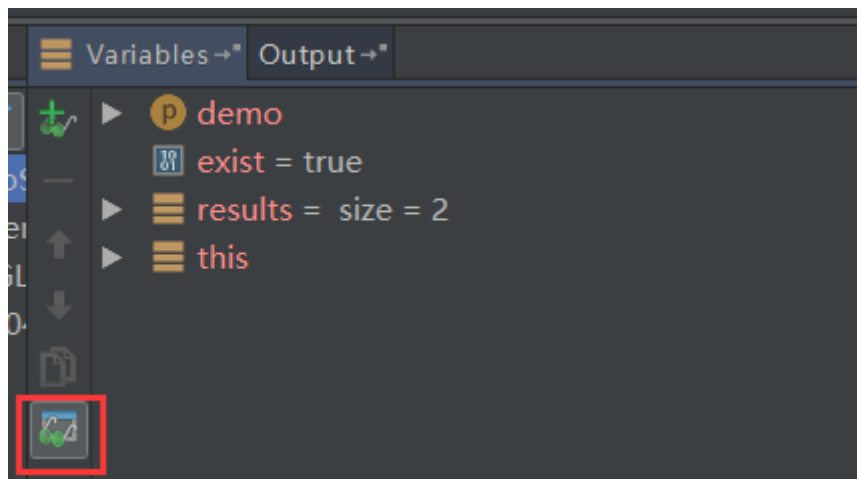 Variables Output
p demo
exist = true
results = size = 2
this